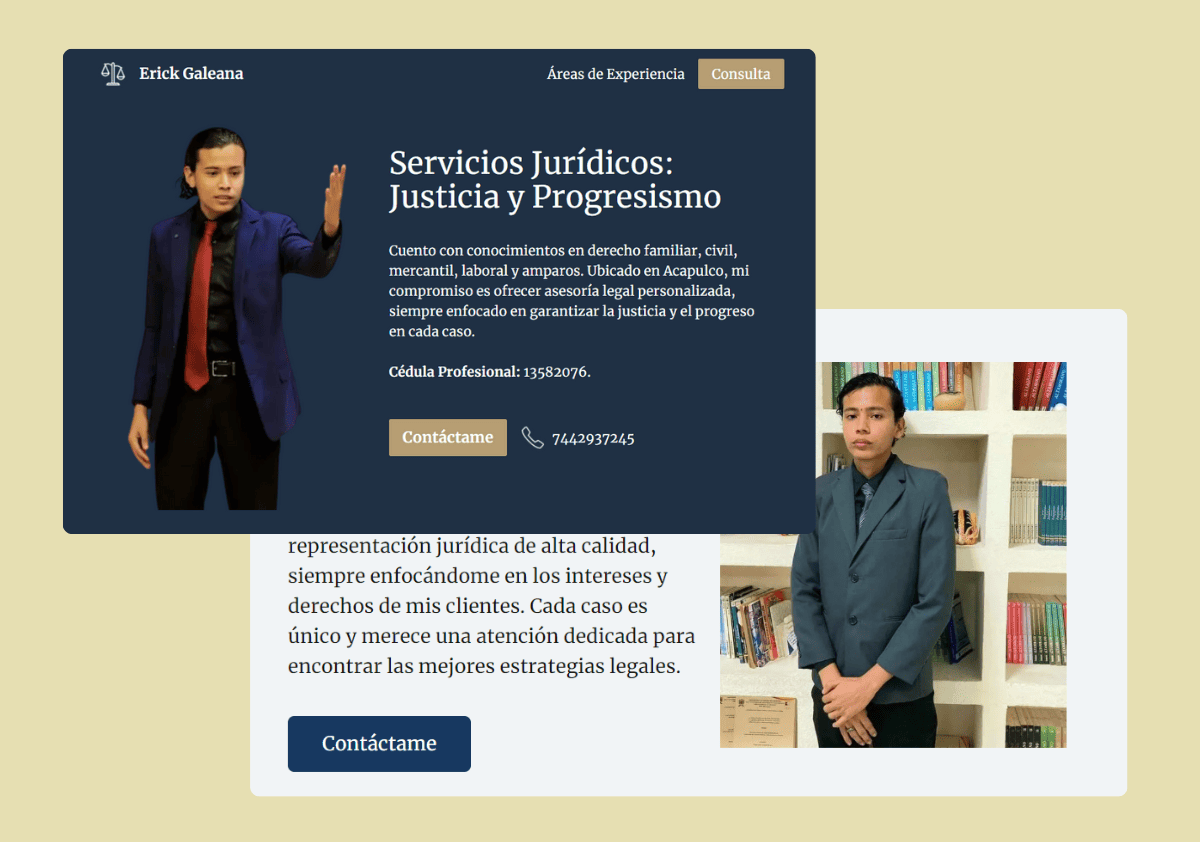 Erick Galeana
Áreas de Experiencia
Consulta
Servicios Jurídicos:
Justicia y Progresismo
Cuento con conocimientos en derecho familiar, civil,
mercantil, laboral y amparos. Ubicado en Acapulco, mi
compromiso es ofrecer asesoría legal personalizada,
siempre enfocado en garantizar la justicia y el progreso
en cada caso.
Cédula Profesional: 13582076.
Contáctame
7442937245
representación jurídica de alta calidad,
siempre enfocándome en los intereses y
derechos de mis clientes. Cada caso es
único y merece una atención dedicada para
encontrar las mejores estrategias legales.
Contáctame